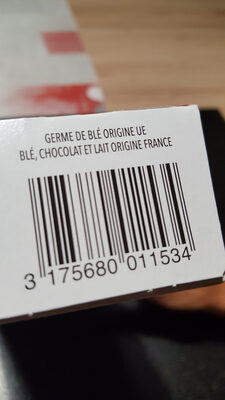 GERME DE BLÉ ORIGINE UE
BLÉ, CHOCOLAT ET LAIT ORIGINE FRANCE
3 175680 011534